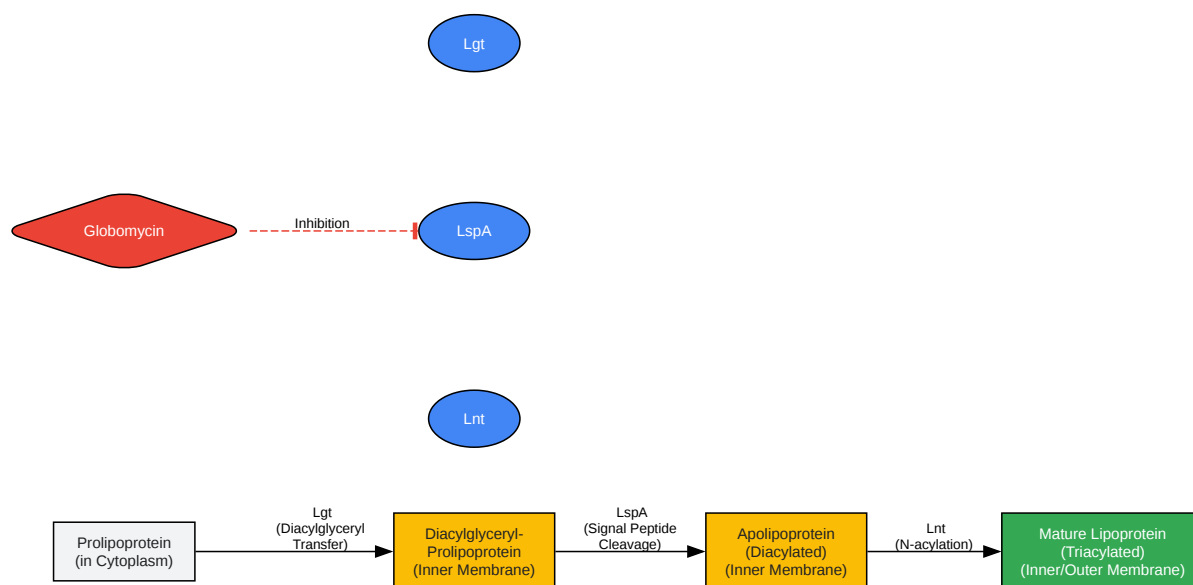 Lgt
Globomycin
Inhibition
LspA
Lnt
Prolipoprotein
(in Cytoplasm)
Lgt
(Diacylglyceryl
Transfer)
Diacylglyceryl-
Prolipoprotein
(Inner Membrane)
LspA
(Signal Peptide
Cleavage)
Apolipoprotein
(Diacylated)
(Inner Membrane)
Lnt
(N-acylation)
Mature Lipoprotein
(Triacylated)
(Inner/Outer Membrane)